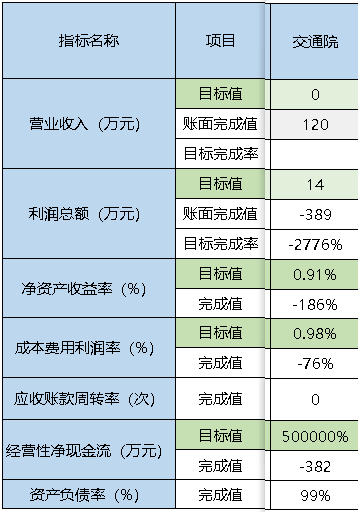 指标名称 项目 交通院
营业收入（万元） 目标值 0
账面完成值 120
目标完成率
利润总额（万元） 目标值 14
账面完成值 -389
目标完成率 -2776%
净资产收益率（%） 目标值 0.91%
完成值 -186%
成本费用利润率（%） 目标值 0.98%
完成值 -76%
应收账款周转率（次） 完成值 0
经营性净现金流（万元） 目标值 500000%
完成值 -382
资产负债率（%） 完成值 99%